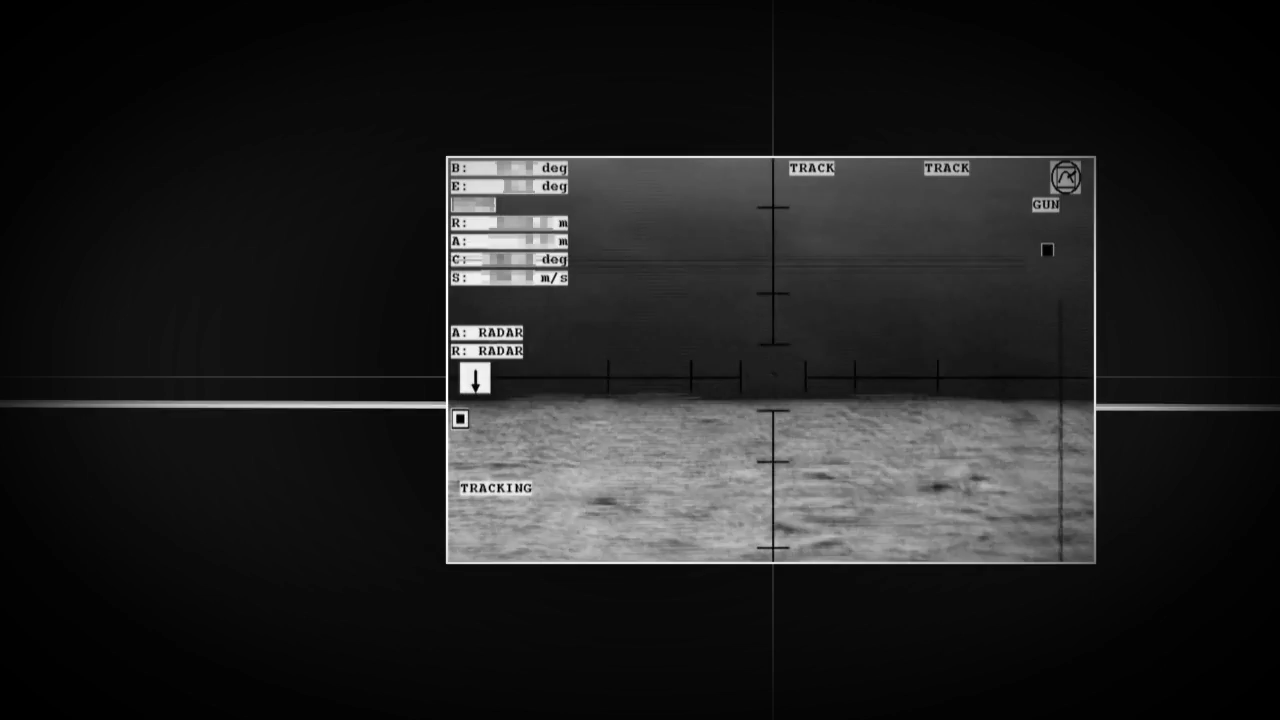 B: deg
E: deg
R: m
A: m
C: deg
S: m/s
TRACK TRACK
GUN
A: RADAR
R: RADAR
TRACKING